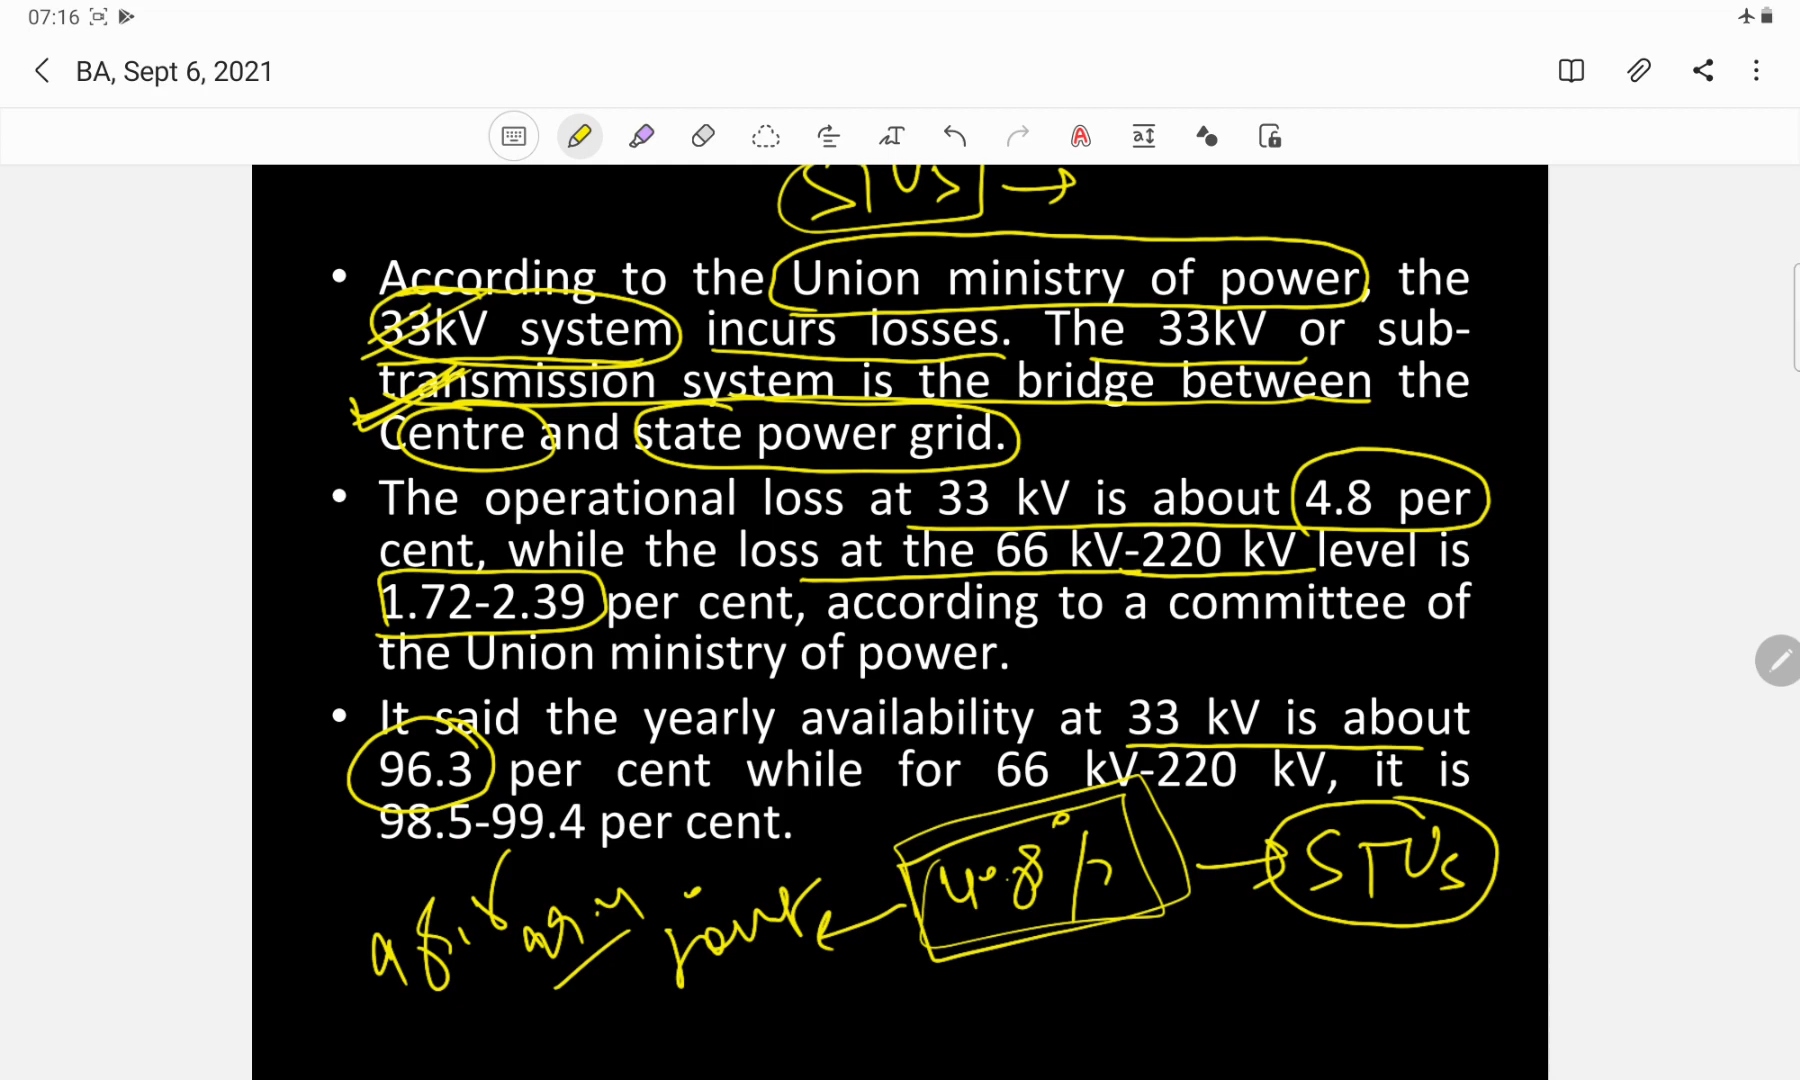 07:16
BA, Sept 6, 2021
STUs
• According to the Union ministry of power, the
33kV system incurs losses. The 33kV or sub-
transmission system is the bridge between the
Centre and state power grid.
• The operational loss at 33 kV is about 4.8 per
cent, while the loss at the 66 kV-220 kV level is
1.72-2.39 per cent, according to a committee of
the Union ministry of power.
• It said the yearly availability at 33 kV is about
96.3 per cent while for 66 kV-220 kV, it is
98.5-99.4 per cent.
4.8% STUs